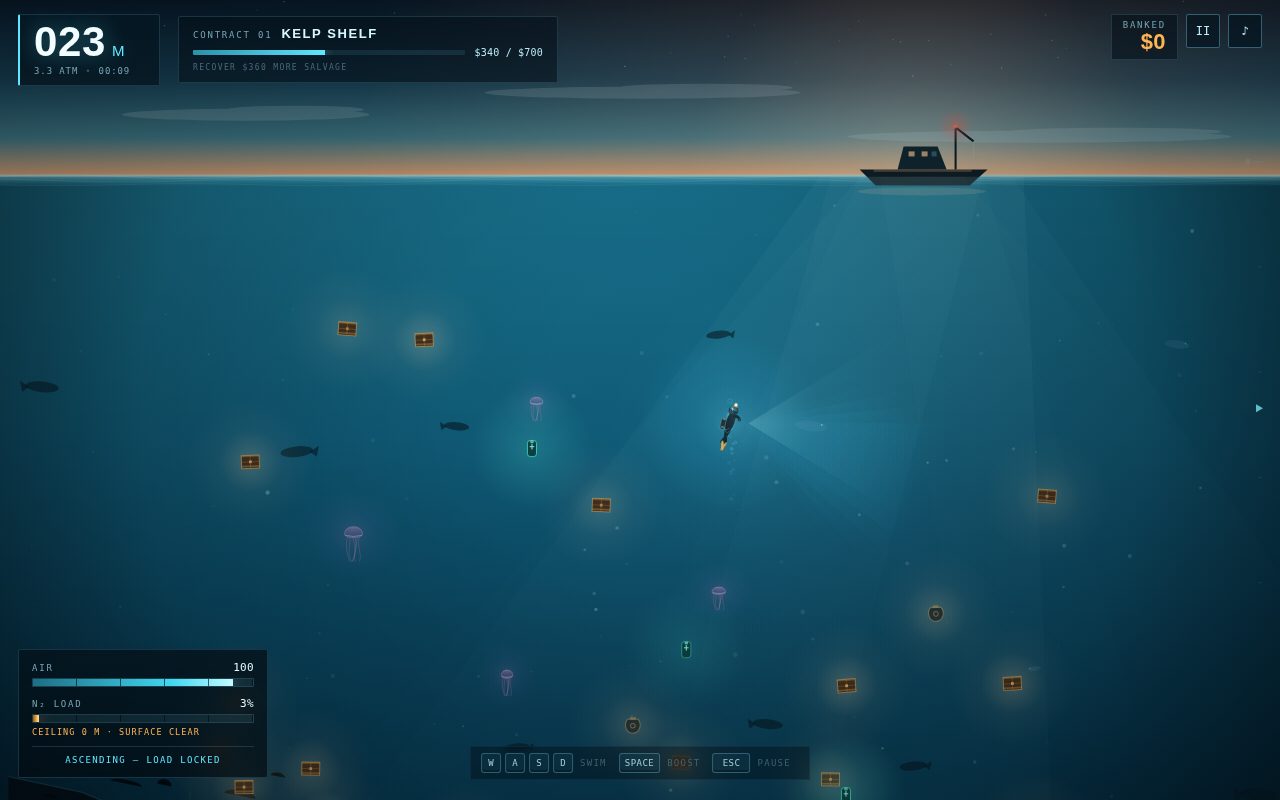 023 M
3.3 ATM · 00:09
CONTRACT 01 KELP SHELF
$340 / $700
RECOVER $360 MORE SALVAGE
BANKED
$0
II
♪
AIR 100
N₂ LOAD 3%
CEILING 0 M · SURFACE CLEAR
ASCENDING — LOAD LOCKED
W A S D SWIM SPACE BOOST ESC PAUSE